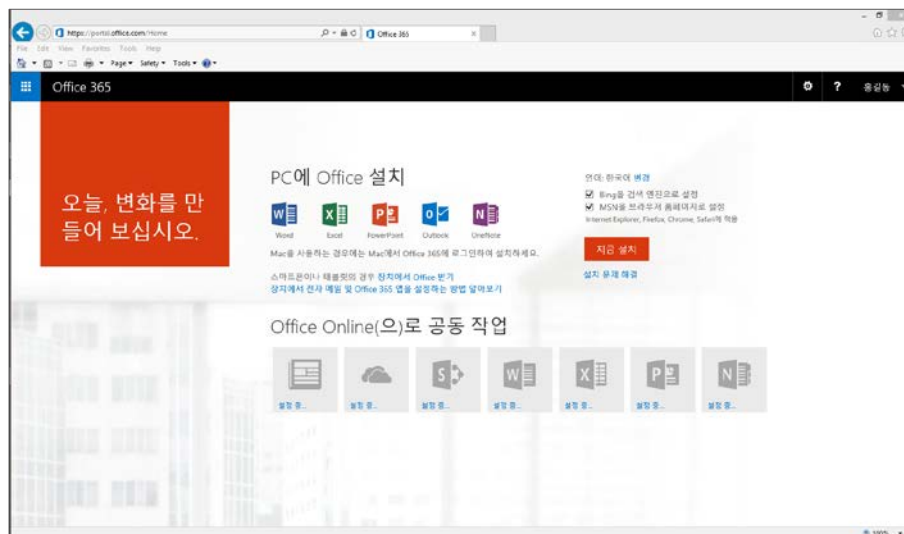 https://portal.office.com/Home
Office 365
File Edit View Favorites Tools Help
Page Safety Tools
Office 365
홍길동
오늘, 변화를 만
들어 보십시오.
PC에 Office 설치
Word Excel PowerPoint Outlook OneNote
Mac을 사용하는 경우에는 Mac에서 Office 365에 로그인하여 설치하세요.
스마트폰이나 태블릿의 경우 장치에서 Office 받기
장치에서 전자 메일 및 Office 365 앱을 설정하는 방법 알아보기
언어: 한국어 변경
Bing을 검색 엔진으로 설정
MSN을 브라우저 홈페이지로 설정
Internet Explorer, Firefox, Chrome, Safari에 적용
지금 설치
설치 문제 해결
Office Online(으)로 공동 작업
설정 중... 설정 중... 설정 중... 설정 중... 설정 중... 설정 중... 설정 중...
100%